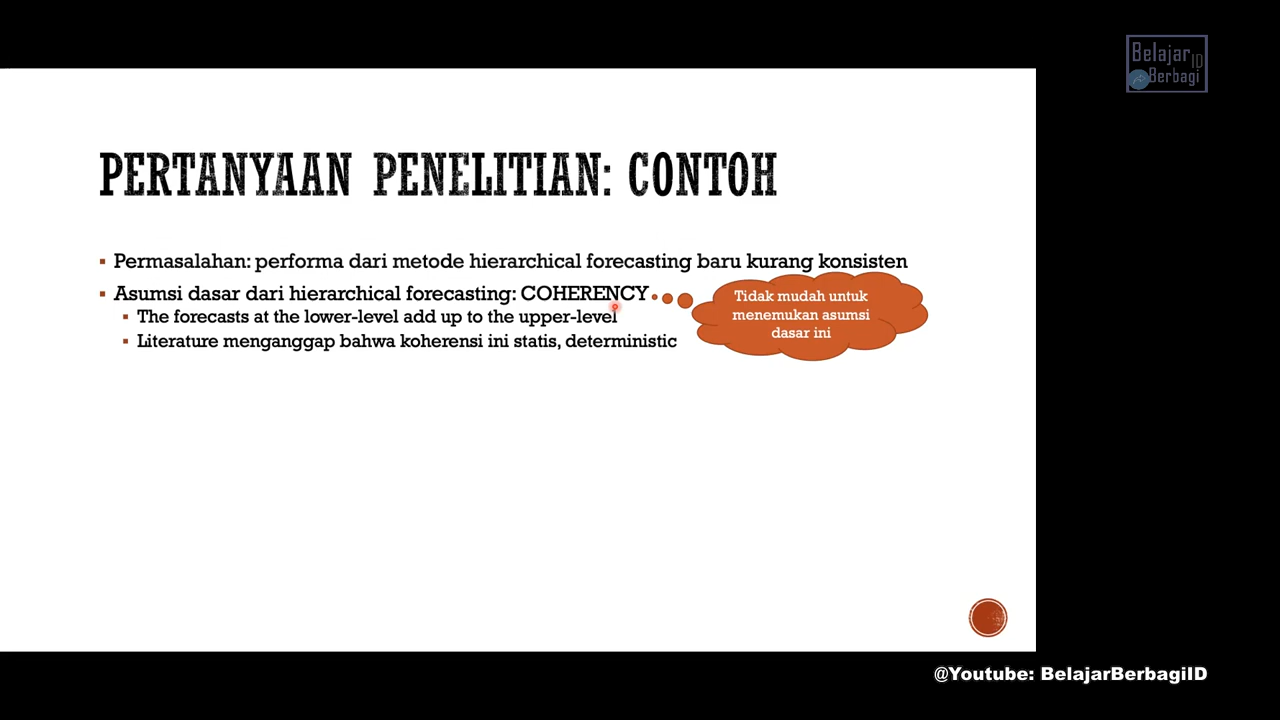 Belajar
ID
Berbagi
PERTANYAAN PENELITIAN: CONTOH
Permasalahan: performa dari metode hierarchical forecasting baru kurang konsisten
Asumsi dasar dari hierarchical forecasting: COHERENCY
The forecasts at the lower-level add up to the upper-level
Literature menganggap bahwa koherensi ini statis, deterministic
Tidak mudah untuk
menemukan asumsi
dasar ini
@Youtube: BelajarBerbagiID